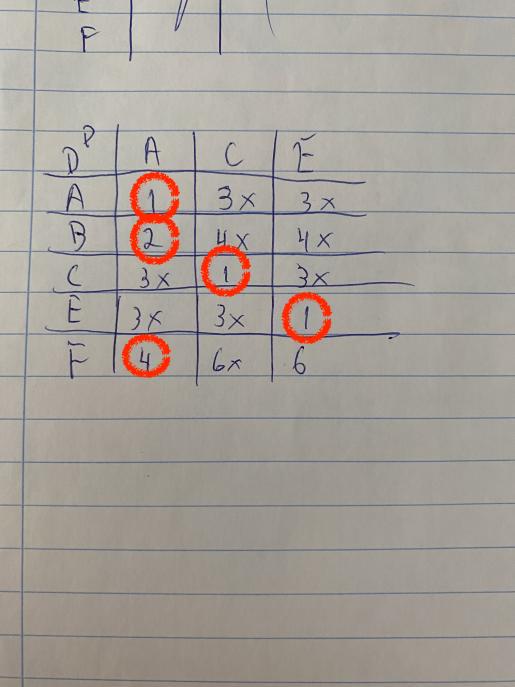 E
F
D^P A C E
A 1 3x 3x
B 2 4x 4x
C 3x 1 3x
E 3x 3x 1
F 4 6x 6